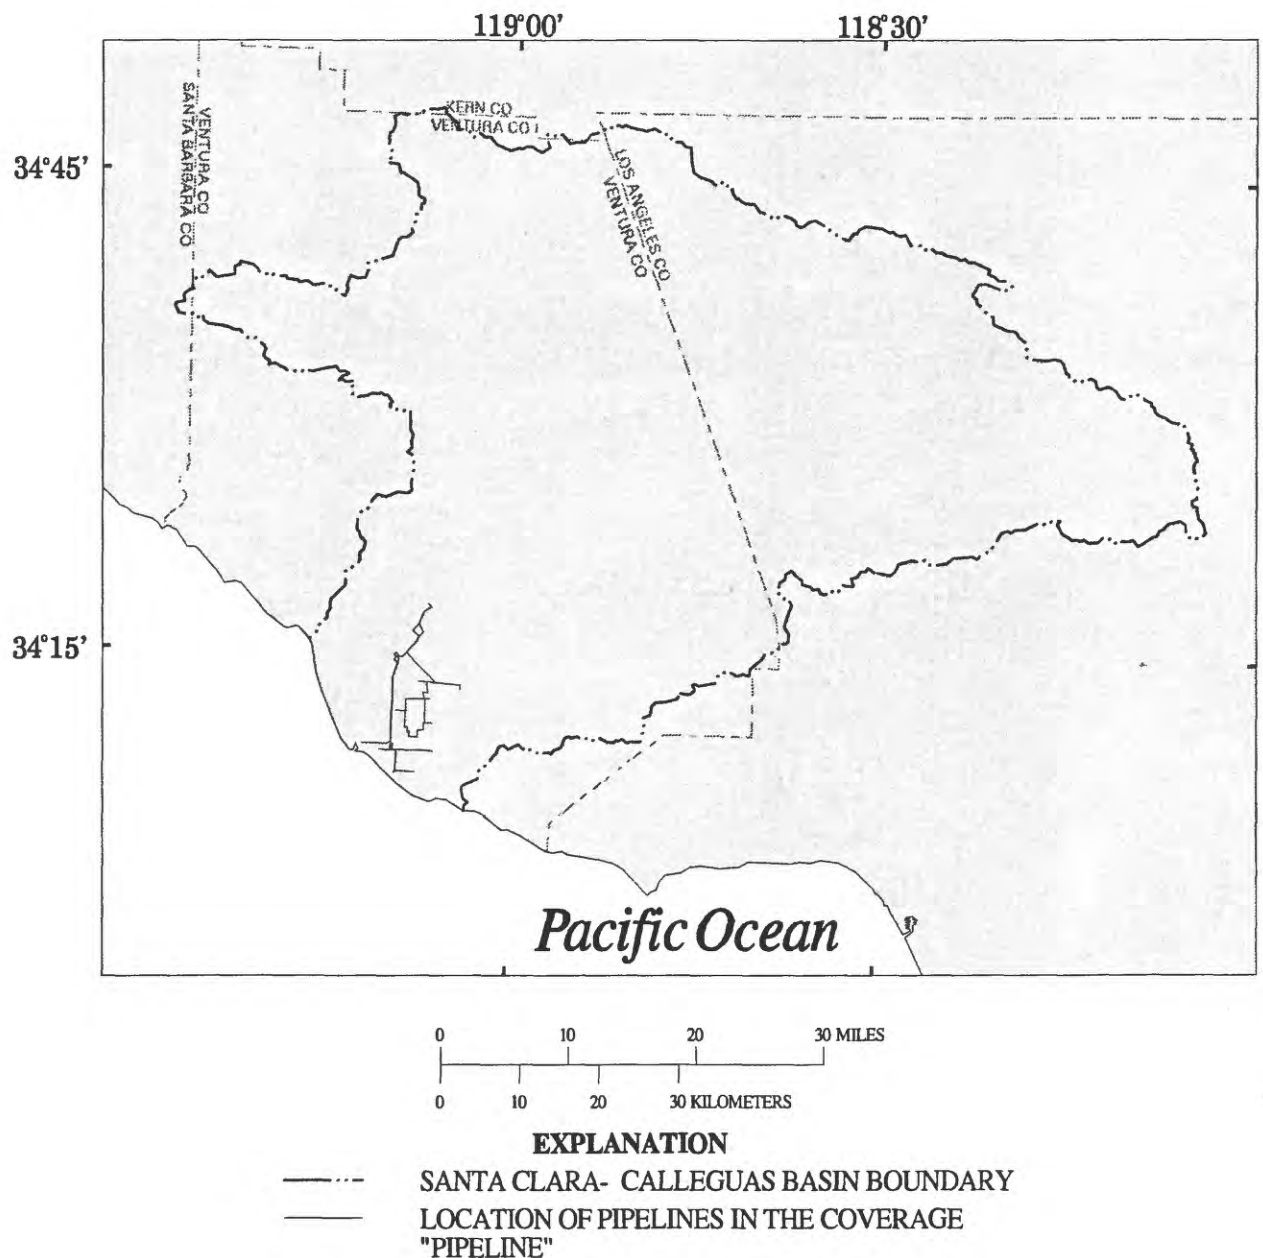 119°00' 118°30'
KERN CO
VENTURA CO
34°45'
VENTURA CO
SANTA BARBARA CO
LOS ANGELES CO
VENTURA CO
34°15'
Pacific Ocean
0 10 20 30 MILES
0 10 20 30 KILOMETERS
EXPLANATION
SANTA CLARA- CALLEGUAS BASIN BOUNDARY
LOCATION OF PIPELINES IN THE COVERAGE
"PIPELINE"